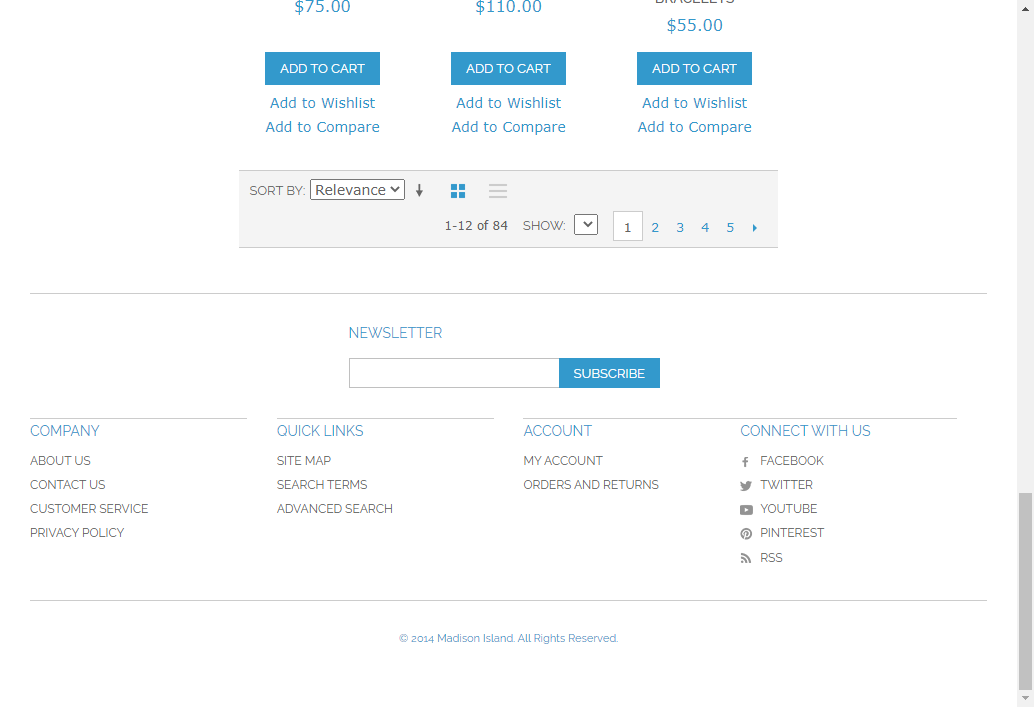 $75.00 $110.00 BRACELETS
$55.00
ADD TO CART ADD TO CART ADD TO CART
Add to Wishlist Add to Wishlist Add to Wishlist
Add to Compare Add to Compare Add to Compare
SORT BY: Relevance
1-12 of 84 SHOW: 1 2 3 4 5
NEWSLETTER
SUBSCRIBE
COMPANY
ABOUT US
CONTACT US
CUSTOMER SERVICE
PRIVACY POLICY
QUICK LINKS
SITE MAP
SEARCH TERMS
ADVANCED SEARCH
ACCOUNT
MY ACCOUNT
ORDERS AND RETURNS
CONNECT WITH US
FACEBOOK
TWITTER
YOUTUBE
PINTEREST
RSS
© 2014 Madison Island. All Rights Reserved.